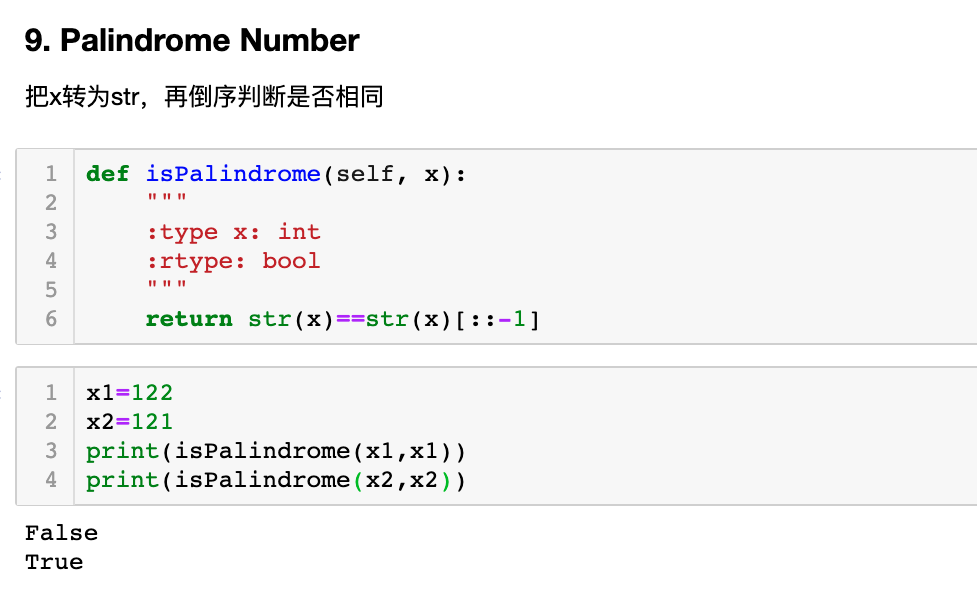 9. Palindrome Number
把x转为str，再倒序判断是否相同
1 def isPalindrome(self, x):
2     """
3     :type x: int
4     :rtype: bool
5     """
6     return str(x)==str(x)[::-1]
1 x1=122
2 x2=121
3 print(isPalindrome(x1,x1))
4 print(isPalindrome(x2,x2))
False
True